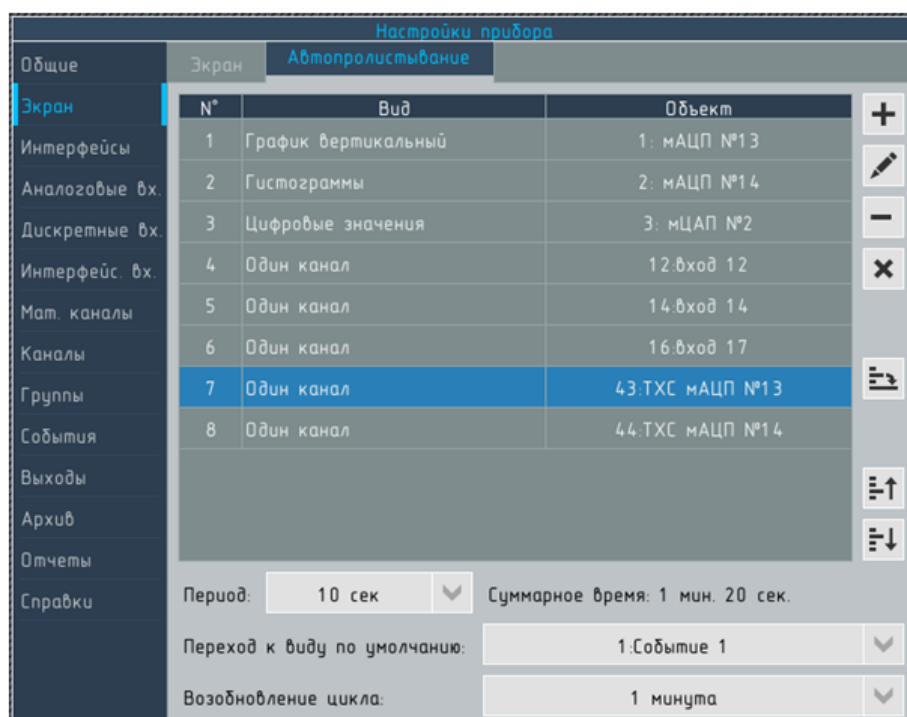 Настройки прибора
Общие
Экран
Интерфейсы
Аналоговые вх.
Дискретные вх.
Интерфейс. вх.
Мат. каналы
Каналы
Группы
События
Выходы
Архив
Отчеты
Справки
Экран Автопролистывание
N° Вид Объект
1 График вертикальный 1: мАЦП №13
2 Гистограммы 2: мАЦП №14
3 Цифровые значения 3: мЦАП №2
4 Один канал 12:вход 12
5 Один канал 14:вход 14
6 Один канал 16:вход 17
7 Один канал 43:ТХС мАЦП №13
8 Один канал 44:ТХС мАЦП №14
Период: 10 сек Суммарное время: 1 мин. 20 сек.
Переход к виду по умолчанию: 1:Событие 1
Возобновление цикла: 1 минута